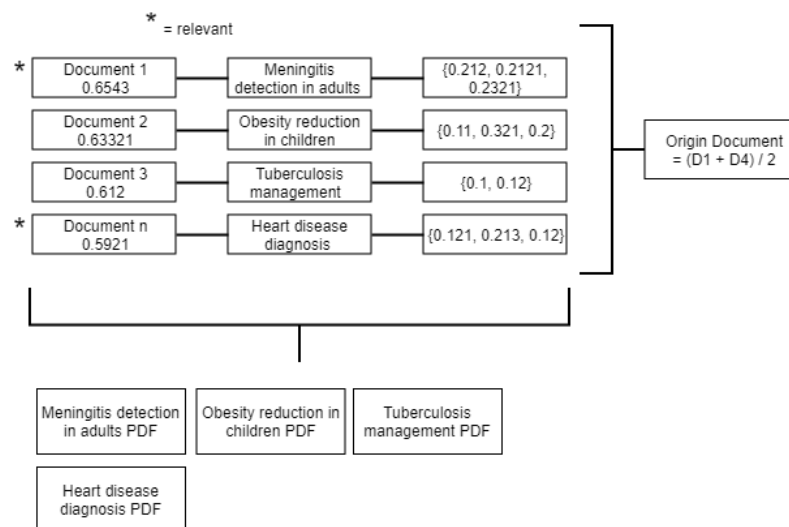 * = relevant
* Document 1
0.6543
Meningitis
detection in adults
{0.212, 0.2121,
0.2321}
Document 2
0.63321
Obesity reduction
in children
{0.11, 0.321, 0.2}
Document 3
0.612
Tuberculosis
management
{0.1, 0.12}
* Document n
0.5921
Heart disease
diagnosis
{0.121, 0.213, 0.12}
Origin Document
= (D1 + D4) / 2
Meningitis detection
in adults PDF
Obesity reduction in
children PDF
Tuberculosis
management PDF
Heart disease
diagnosis PDF